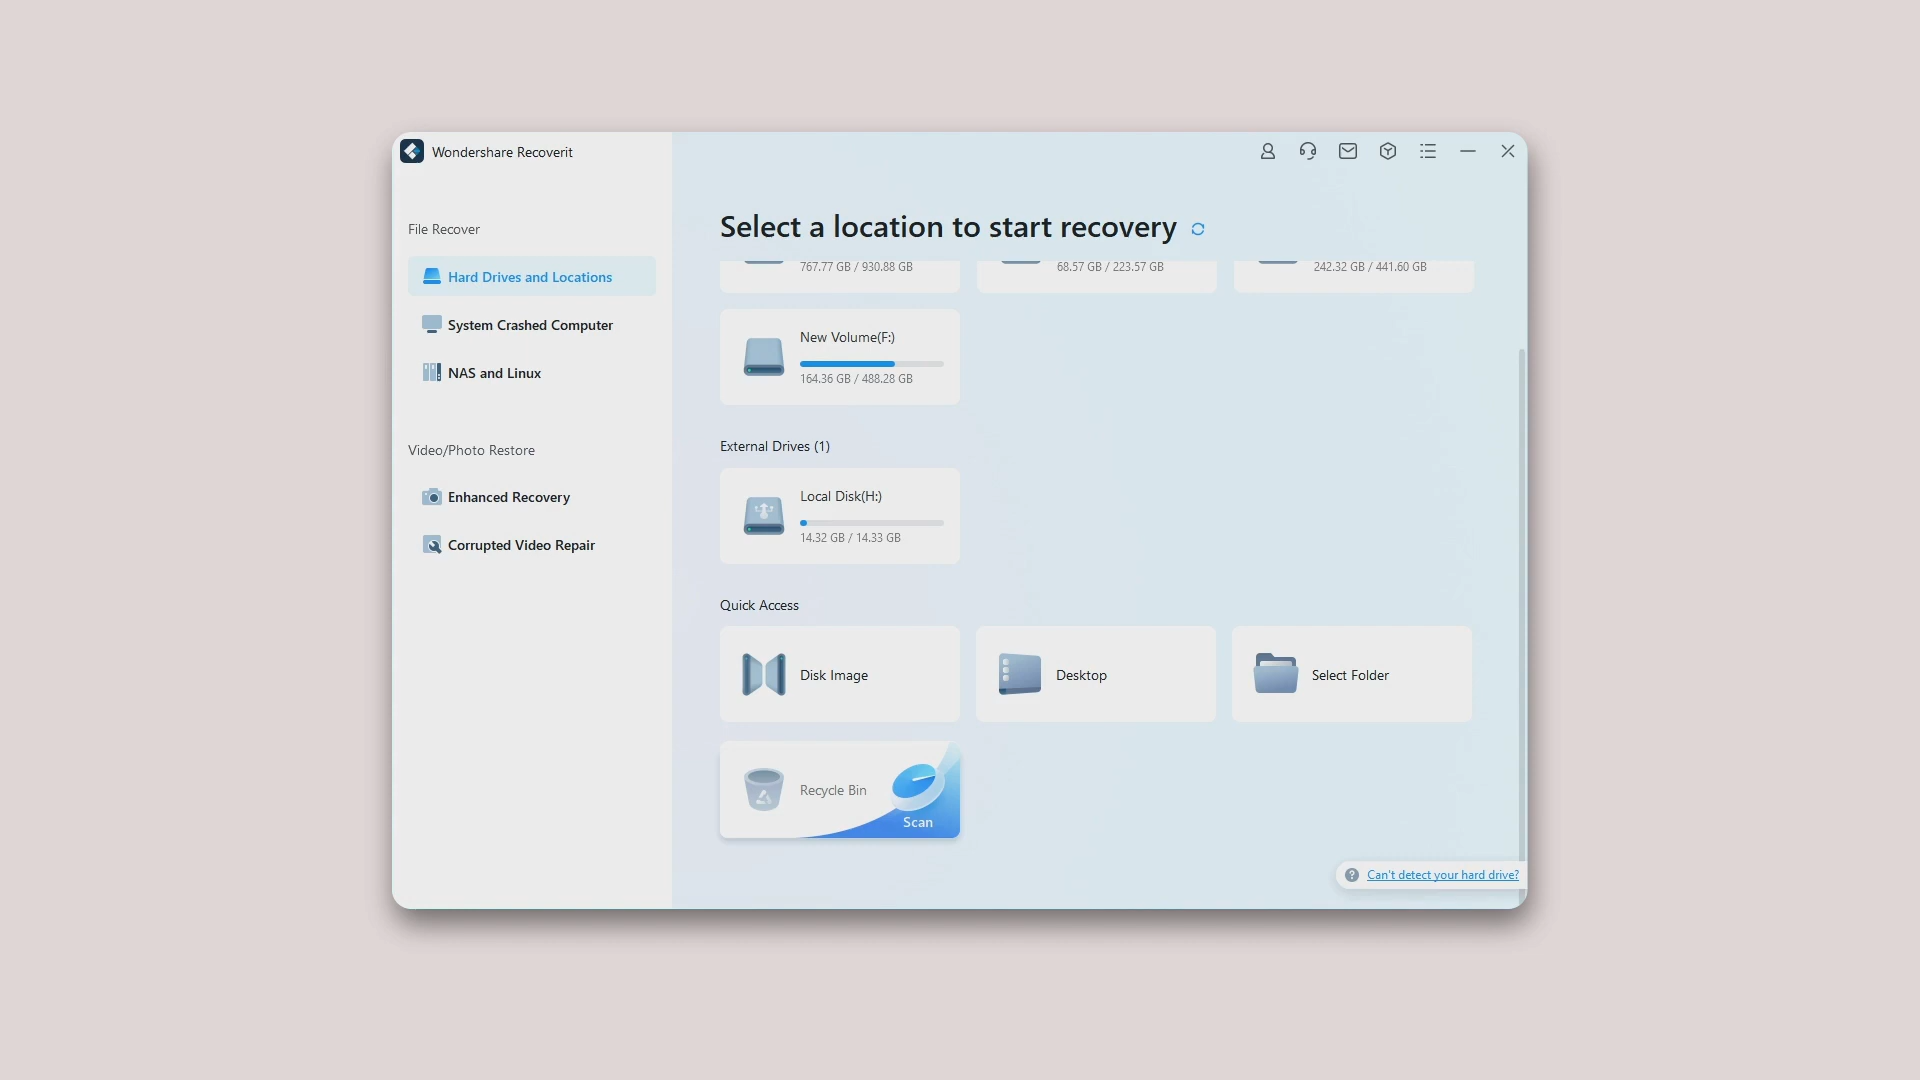 Wondershare Recoverit
File Recover
Hard Drives and Locations
System Crashed Computer
NAS and Linux
Video/Photo Restore
Enhanced Recovery
Corrupted Video Repair
Select a location to start recovery
767.77 GB / 930.88 GB
68.57 GB / 223.57 GB
242.32 GB / 441.60 GB
New Volume(F:)
164.36 GB / 488.28 GB
External Drives (1)
Local Disk(H:)
14.32 GB / 14.33 GB
Quick Access
Disk Image
Desktop
Select Folder
Recycle Bin
Scan
Can't detect your hard drive?